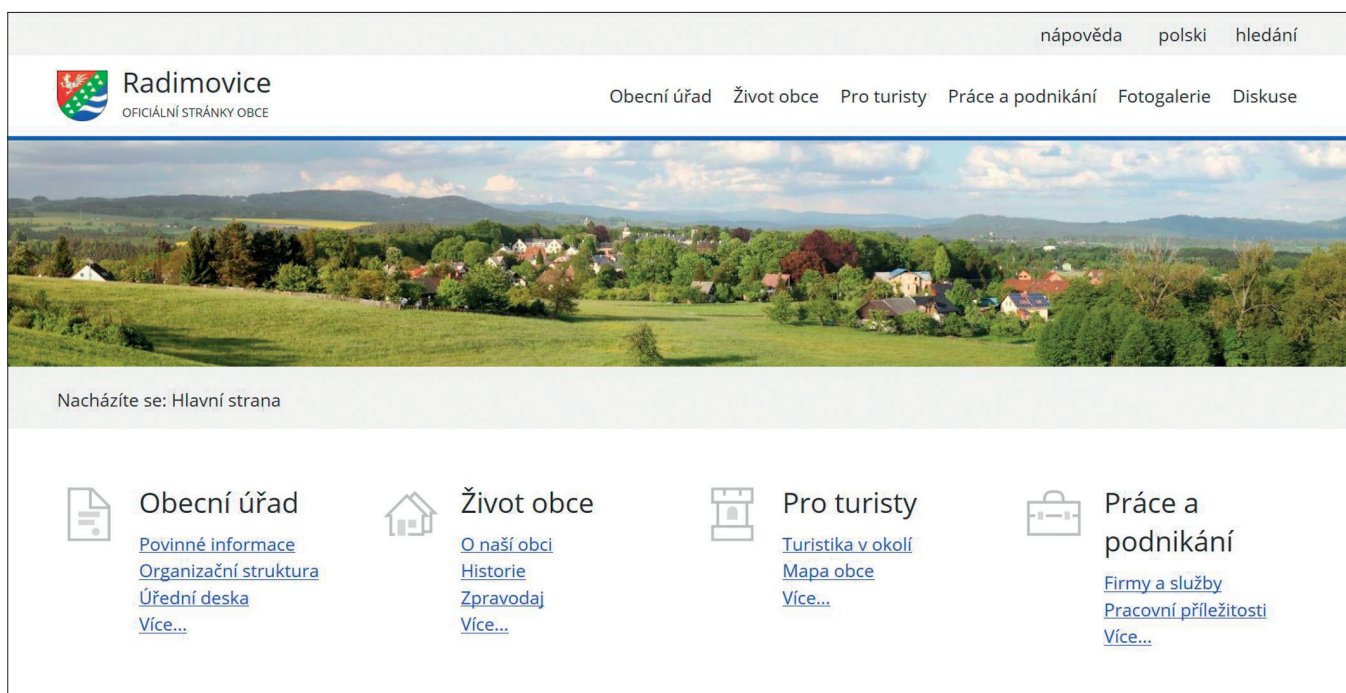 nápověda polski hledání
Radimovice
OFICIÁLNÍ STRÁNKY OBCE
Obecní úřad Život obce Pro turisty Práce a podnikání Fotogalerie Diskuse
Nacházíte se: Hlavní strana
Obecní úřad
Povinné informace
Organizační struktura
Úřední deska
Více...
Život obce
O naší obci
Historie
Zpravodaj
Více...
Pro turisty
Turistika v okolí
Mapa obce
Více...
Práce a
podnikání
Firmy a služby
Pracovní příležitosti
Více...